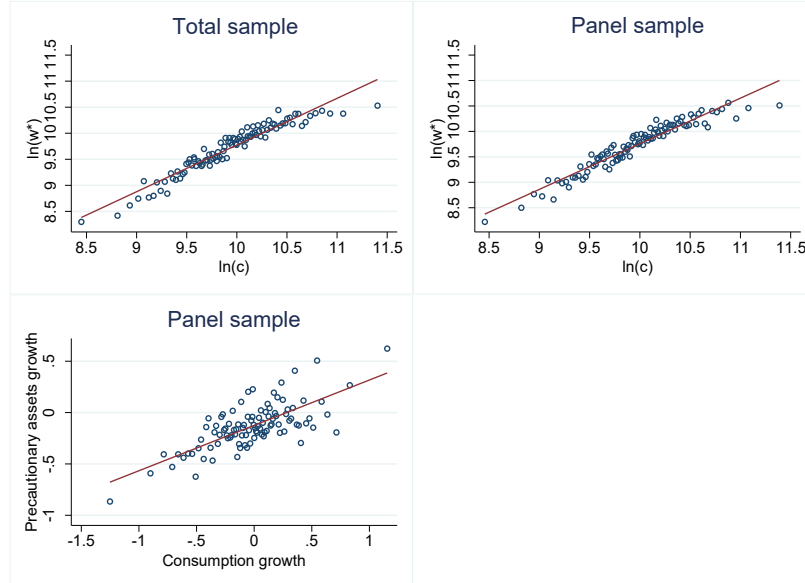 Total sample
ln(w*)
8.5 9 9.5 10 10.5 11 11.5
8.5 9 9.5 10 10.5 11 11.5
ln(c)
Panel sample
ln(w*)
8.5 9 9.5 10 10.5 11 11.5
8.5 9 9.5 10 10.5 11 11.5
ln(c)
Panel sample
Precautionary assets growth
-1 -.5 0 .5
-1.5 -1 -.5 0 .5 1
Consumption growth